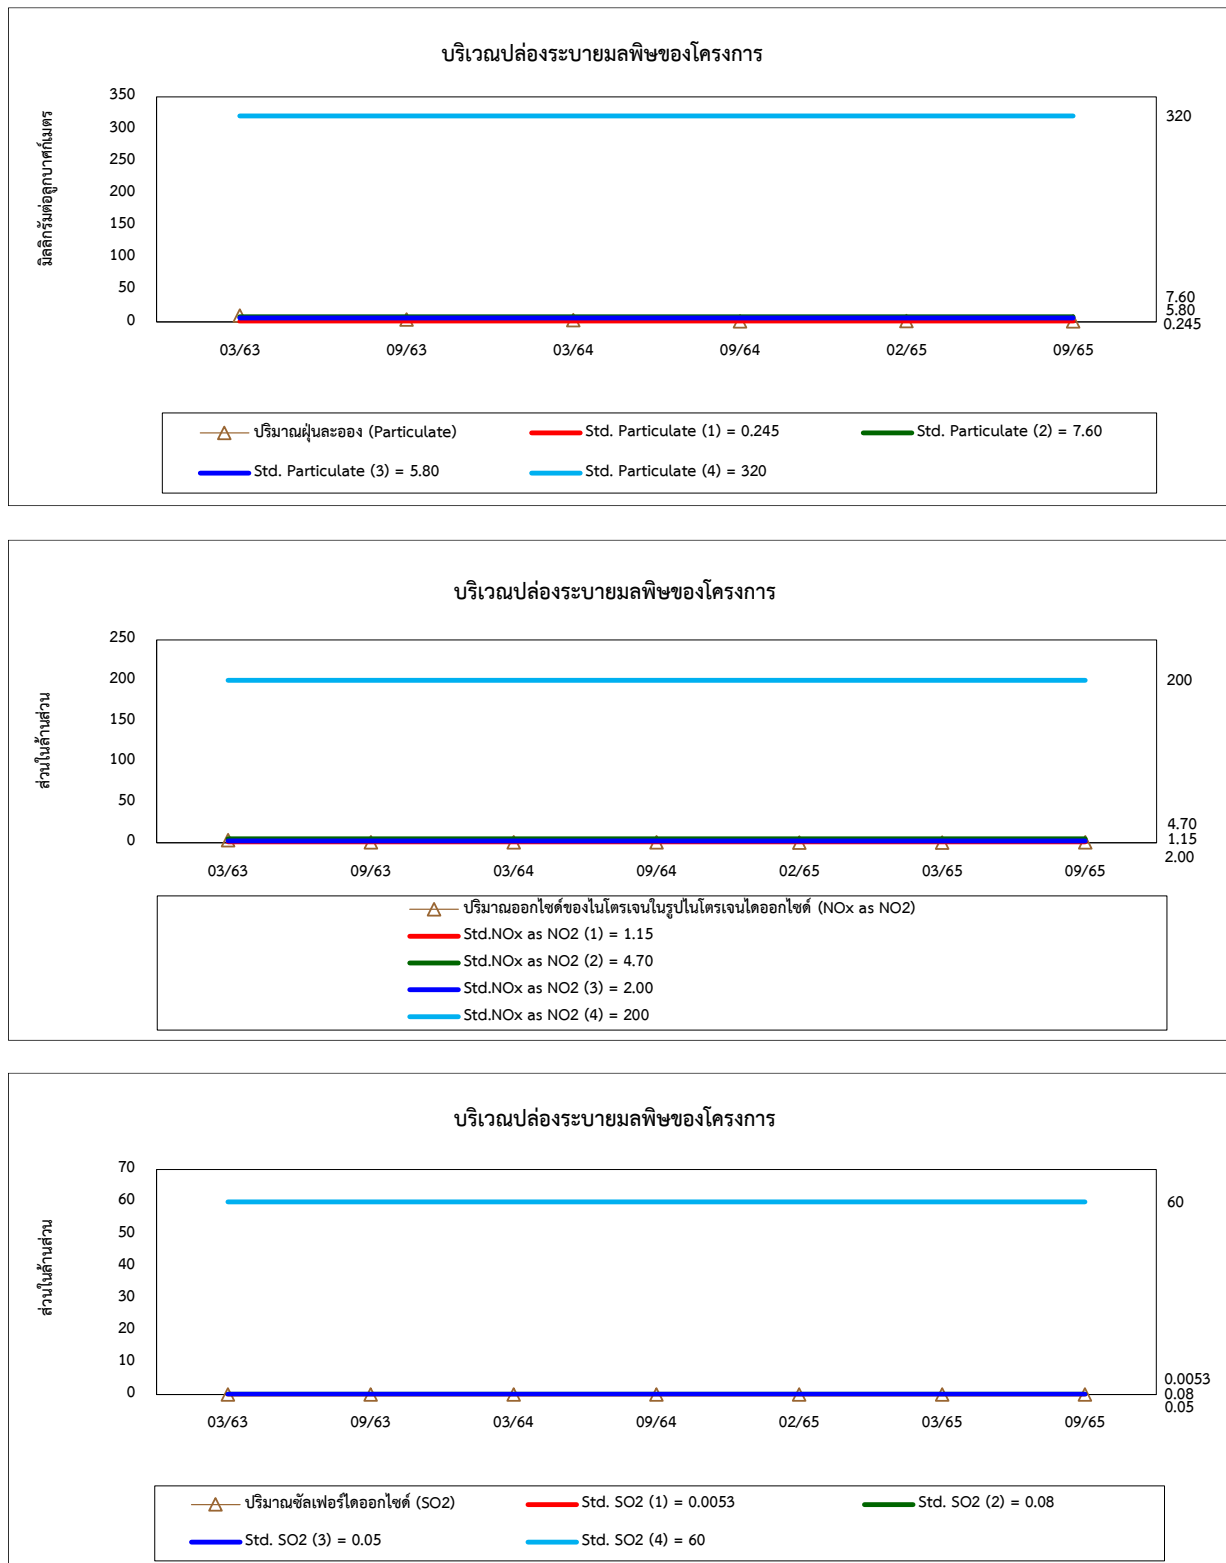 บริเวณปล่องระบายมลพิษของโครงการ
มิลลิกรัมต่อลูกบาศก์เมตร
350
300
250
200
150
100
50
0
320
7.60
5.80
0.245
03/63 09/63 03/64 09/64 02/65 09/65
ปริมาณฝุ่นละออง (Particulate) Std. Particulate (1) = 0.245 Std. Particulate (2) = 7.60
Std. Particulate (3) = 5.80 Std. Particulate (4) = 320
บริเวณปล่องระบายมลพิษของโครงการ
ส่วนในล้านส่วน
250
200
150
100
50
0
200
4.70
1.15
2.00
03/63 09/63 03/64 09/64 02/65 03/65 09/65
ปริมาณออกไซด์ของไนโตรเจนในรูปไนโตรเจนไดออกไซด์ (NOx as NO2)
Std.NOx as NO2 (1) = 1.15
Std.NOx as NO2 (2) = 4.70
Std.NOx as NO2 (3) = 2.00
Std.NOx as NO2 (4) = 200
บริเวณปล่องระบายมลพิษของโครงการ
ส่วนในล้านส่วน
70
60
50
40
30
20
10
0
60
0.0053
0.08
0.05
03/63 09/63 03/64 09/64 02/65 03/65 09/65
ปริมาณซัลเฟอร์ไดออกไซด์ (SO2) Std. SO2 (1) = 0.0053 Std. SO2 (2) = 0.08
Std. SO2 (3) = 0.05 Std. SO2 (4) = 60